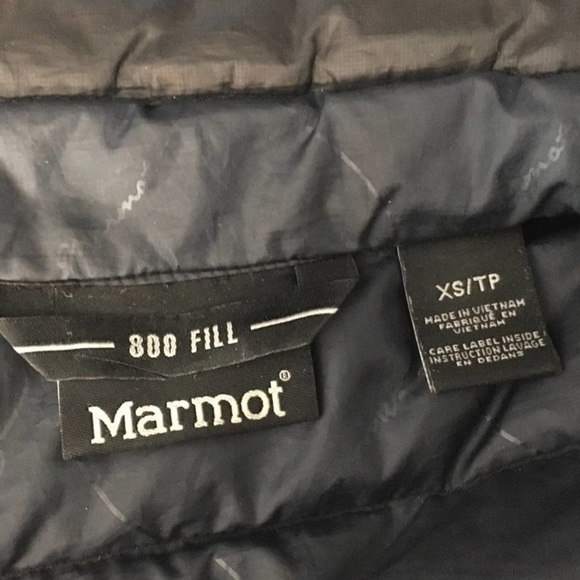 800 FILL
Marmot®
XS/TP
MADE IN VIETNAM
FABRIQUÉ EN
VIETNAM
CARE LABEL INSIDE/
INSTRUCTION LAVAGE
EN DEDANS